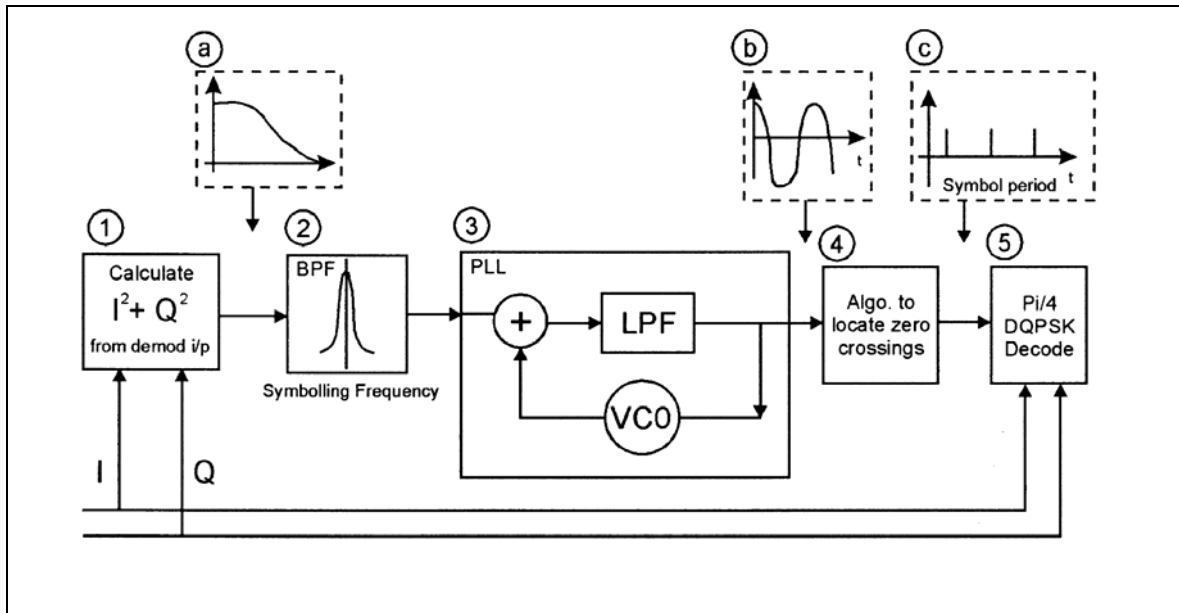 a
b
c
t
Symbol period t
1
2
3
4
5
Calculate
I²+ Q²
from demod i/p
BPF
Symbolling Frequency
PLL
+
LPF
VC0
Algo. to
locate zero
crossings
Pi/4
DQPSK
Decode
I
Q